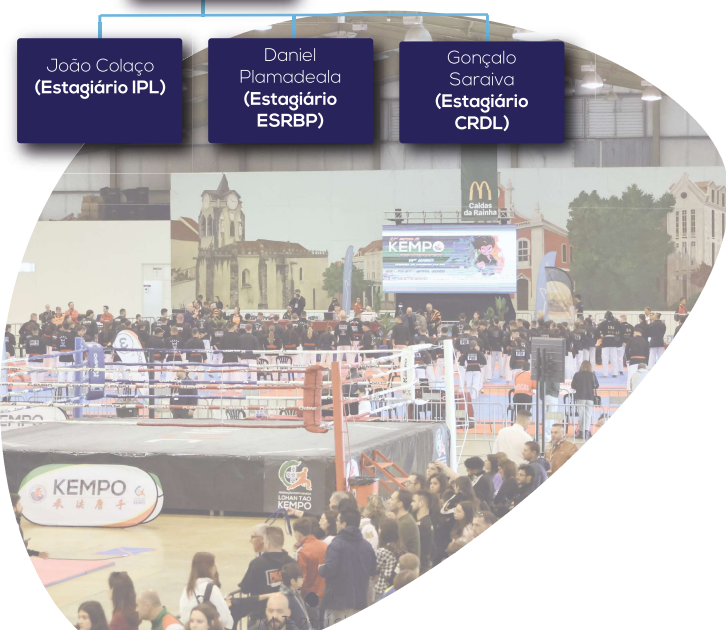 João Colaço
(Estagiário IPL)
Daniel
Plamadeala
(Estagiário
ESRBP)
Gonçalo
Saraiva
(Estagiário
CRDL)
Caldas
da Rainha
KEMPO
KEMPO
KEMPO
LOHAN TAO
KEMPO